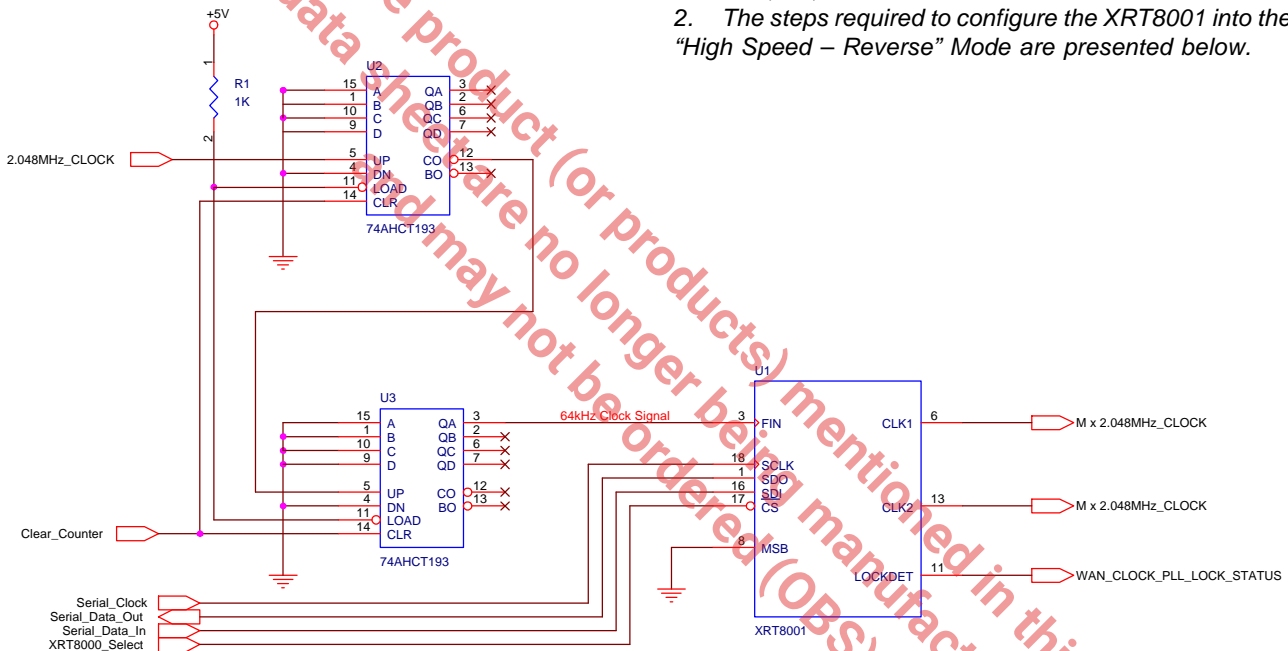 2. The steps required to configure the XRT8001 into the
“High Speed – Reverse” Mode are presented below.
+5V
1
R1
1K
2
U2
15 A QA 3
1 B QB 2
10 C QC 6
9 D QD 7
2.048MHz_CLOCK
5 UP CO 12
4 DN BO 13
11 LOAD
14 CLR
74AHCT193
U3
15 A QA 3
1 B QB 2
10 C QC 6
9 D QD 7
5 UP CO 12
4 DN BO 13
11 LOAD
14 CLR
74AHCT193
Clear_Counter
64kHz Clock Signal
U1
3 FIN CLK1 6
M x 2.048MHz_CLOCK
18 SCLK
1 SDO
16 SDI
17 CS
CLK2 13
M x 2.048MHz_CLOCK
8 MSB
LOCKDET 11
WAN_CLOCK_PLL_LOCK_STATUS
XRT8001
Serial_Clock
Serial_Data_Out
Serial_Data_In
XRT8000_Select
e product (or products) mentioned in thi
data sheet are no longer being manufact
and may not be ordered (OBS)